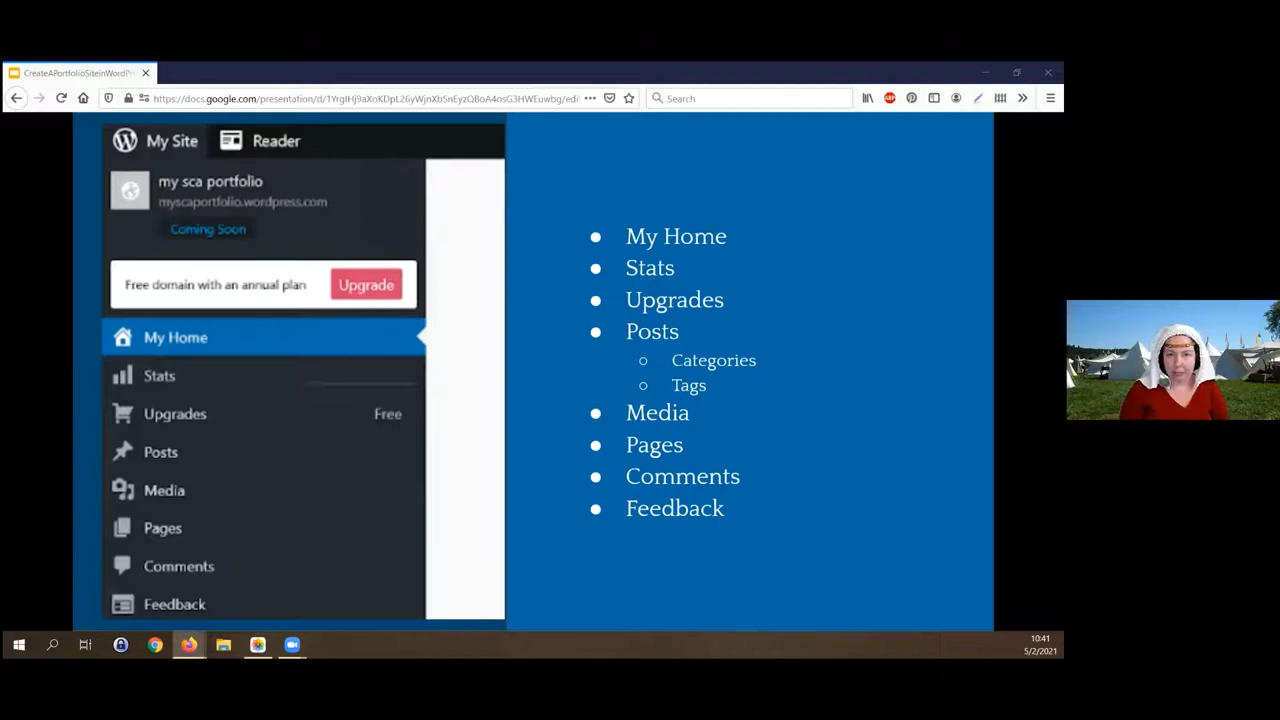 CreateAPortfolioSiteinWordPr
https://docs.google.com/presentation/d/1YrgIHj9aXoKDpL26yWjnXbSnEyzQBoA4osG3HWEuwbg/edi
Search
My Site
Reader
my sca portfolio
myscaportfolio.wordpress.com
Coming Soon
Free domain with an annual plan
Upgrade
My Home
Stats
Upgrades
Free
Posts
Media
Pages
Comments
Feedback
My Home
Stats
Upgrades
Posts
Categories
Tags
Media
Pages
Comments
Feedback
10:41
5/2/2021